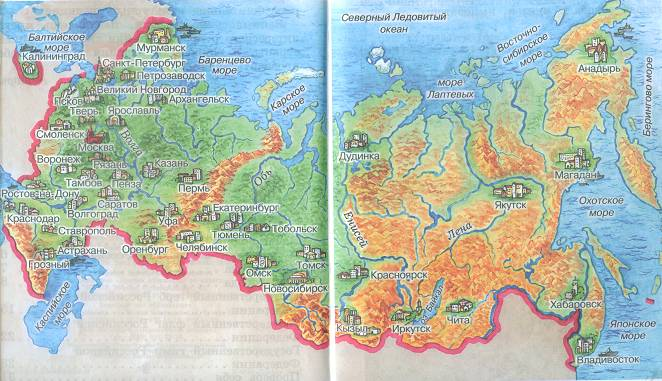 Балтийское
море
Калининград
Мурманск
Баренцево
море
Санкт-Петербург
Петрозаводск
Великий Новгород
Псков
Архангельск
Тверь
Ярославль
Карское
море
Смоленск
Москва
Волга
Воронеж
Рязань
Казань
Тамбов
Пенза
Пермь
Обь
Ростов-на-Дону
Саратов
Краснодар
Волгоград
Уфа
Екатеринбург
Ставрополь
Тюмень
Тобольск
Астрахань
Оренбург
Челябинск
Грозный
Омск
Томск
Новосибирск
Каспийское
море
Северный Ледовитый
океан
Восточно-
сибирское
море
Анадырь
море
Лаптевых
Берингово море
Дудинка
Магадан
Якутск
Охотское
море
Енисей
Лена
Красноярск
оз. Байкал
Хабаровск
Кызыл
Иркутск
Чита
Японское
море
Владивосток